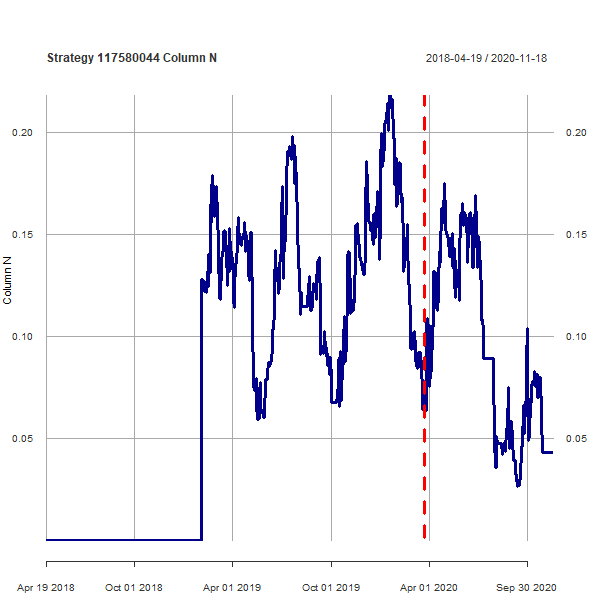 Strategy 117580044 Column N
2018-04-19 / 2020-11-18
0.20
0.20
0.15
0.15
0.10
0.10
0.05
0.05
Column N
Apr 19 2018
Oct 01 2018
Apr 01 2019
Oct 01 2019
Apr 01 2020
Sep 30 2020